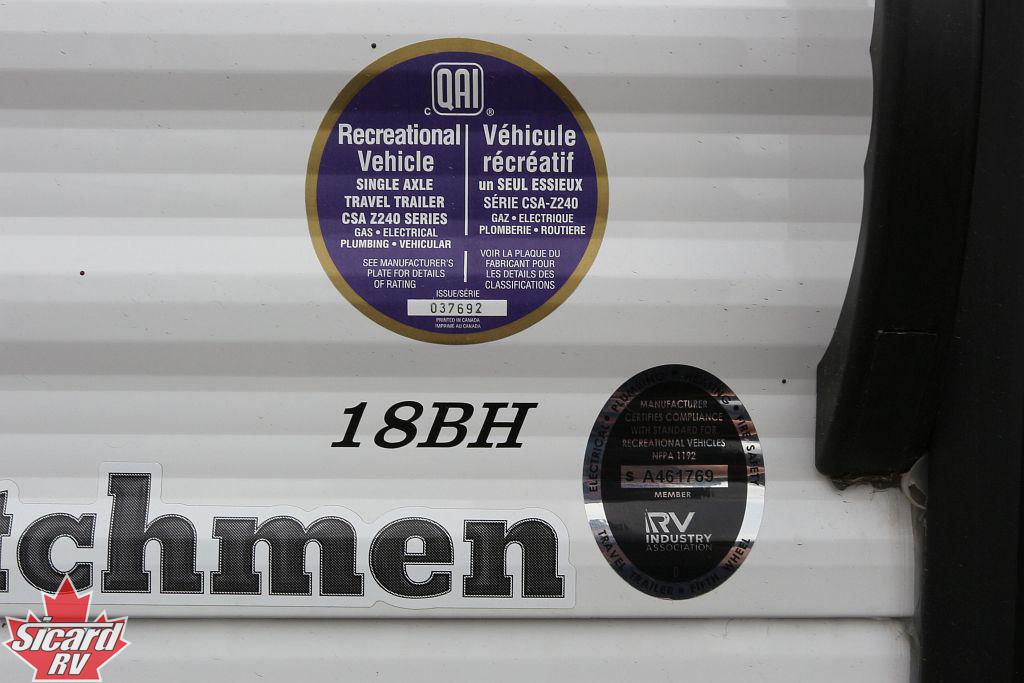 QAI
C ®
Recreational
Vehicle
SINGLE AXLE
TRAVEL TRAILER
CSA Z240 SERIES
GAS • ELECTRICAL
PLUMBING • VEHICULAR
SEE MANUFACTURER'S
PLATE FOR DETAILS
OF RATING
Véhicule
récréatif
un SEUL ESSIEUX
SÉRIE CSA-Z240
GAZ • ELECTRIQUE
PLOMBERIE • ROUTIERE
VOIR LA PLAQUE DU
FABRICANT POUR
LES DETAILS DES
CLASSIFICATIONS
ISSUE/SÉRIE
037692
PRINTED IN CANADA
IMPRIMÉ AU CANADA
18BH
ELECTRICAL • PLUMBING • HEATING • FIRE SAFETY
MANUFACTURER
CERTIFIES COMPLIANCE
WITH STANDARD FOR
RECREATIONAL VEHICLES
NFPA 1192
S A461769
MEMBER
RV
INDUSTRY
ASSOCIATION
TRAVEL TRAILER • FIFTH WHEEL
tchmen
Sicard
RV